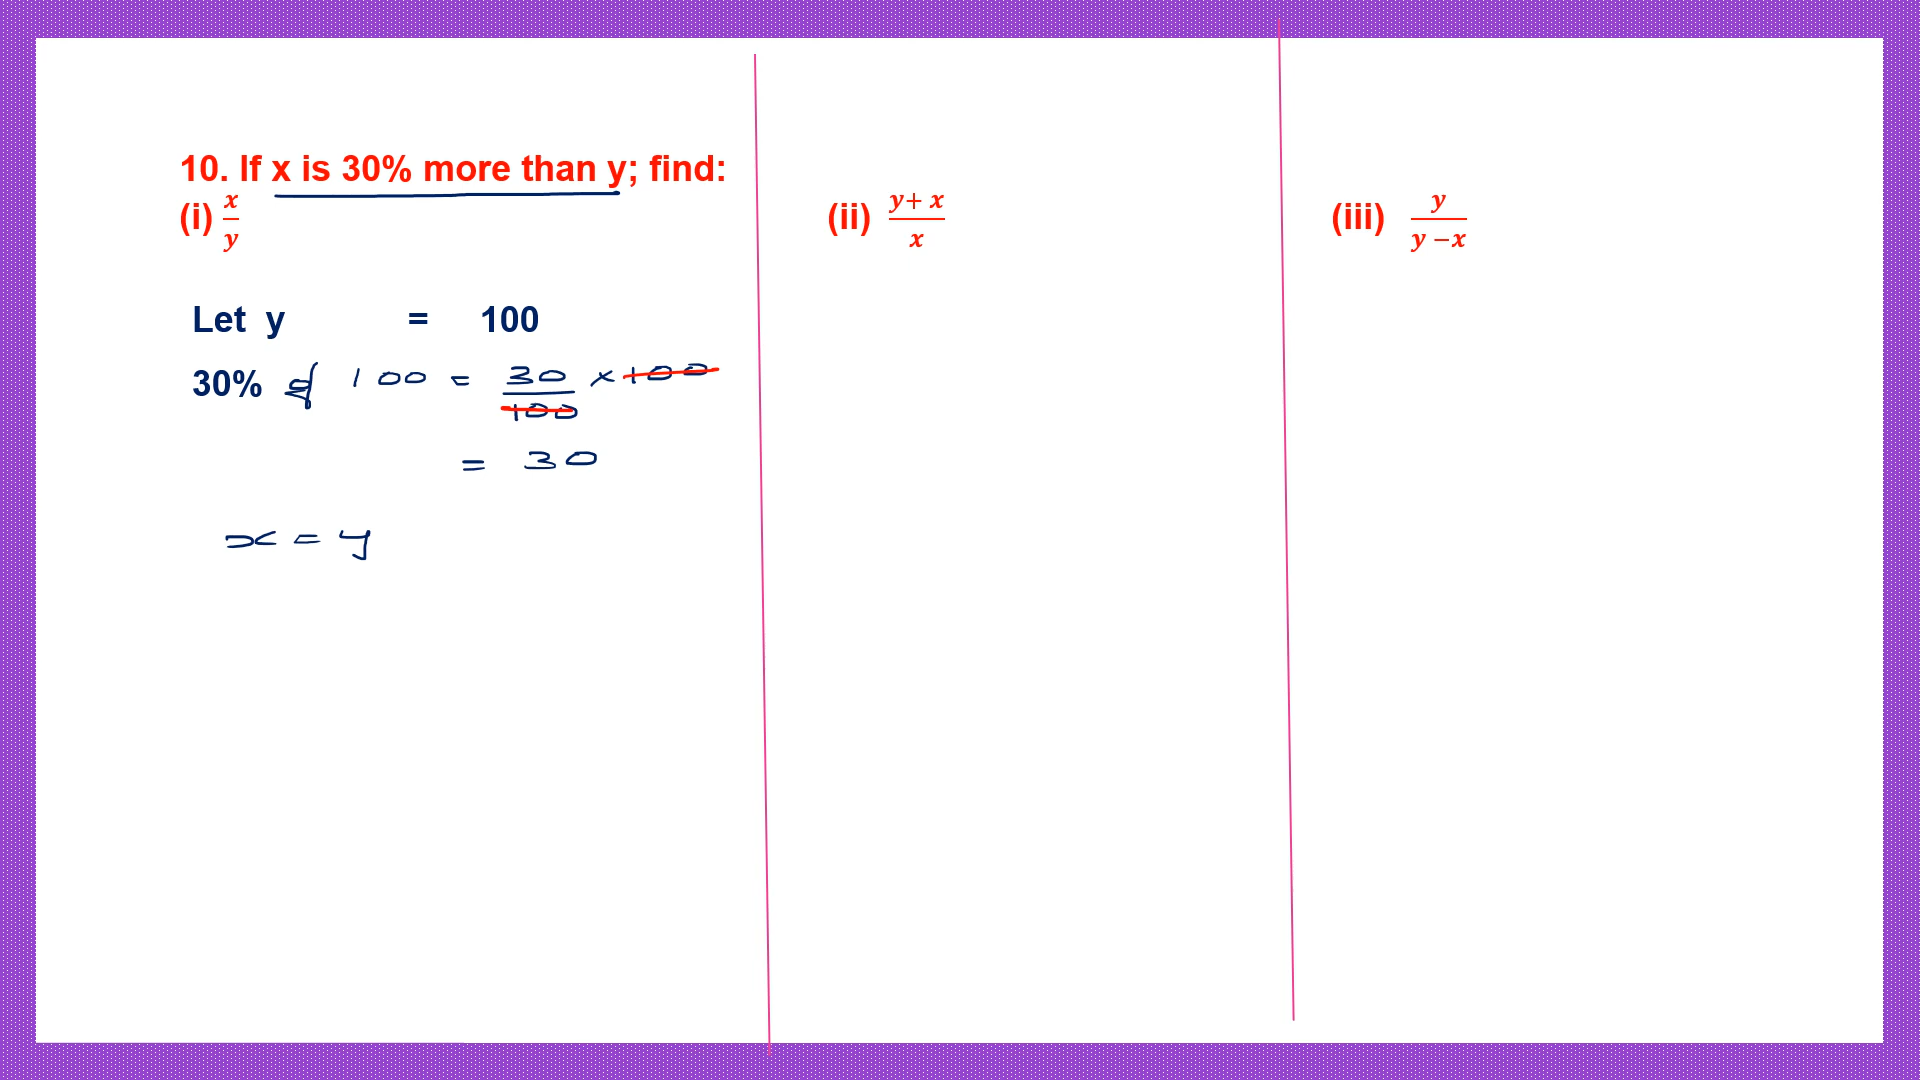 10. If x is 30% more than y; find:
(i) x/y
Let y = 100
30% of 100 = 30/100 × 100
= 30
x = y
(ii) y+ x/x
(iii) y/y −x